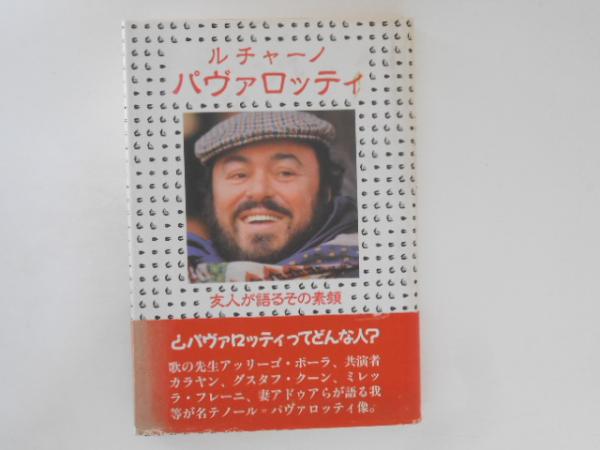 ルチャーノ
パヴァロッティ
友人が語るその素顔
¿パヴァロッティってどんな人?
歌の先生アッリーゴ・ポーラ、共演者
カラヤン、グスタフ・クーン、ミレッ
ラ・フレーニ、妻アドゥアらが語る我
等が名テノール=パヴァロッティ像。